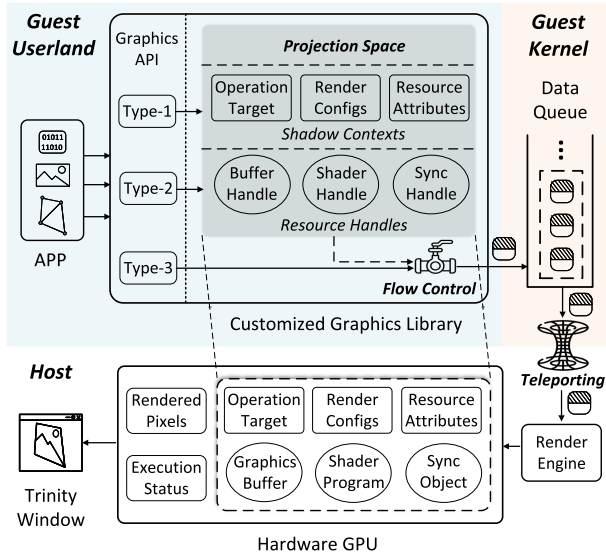 Guest
Userland
Graphics
API
Projection Space
Guest
Kernel
Data
Queue
Type-1
Operation
Target
Render
Configs
Resource
Attributes
Shadow Contexts
01011
11010
APP
Type-2
Buffer
Handle
Shader
Handle
Sync
Handle
Resource Handles
Type-3
Flow Control
Customized Graphics Library
Teleporting
Host
Rendered
Pixels
Operation
Target
Render
Configs
Resource
Attributes
Execution
Status
Graphics
Buffer
Shader
Program
Sync
Object
Render
Engine
Trinity
Window
Hardware GPU